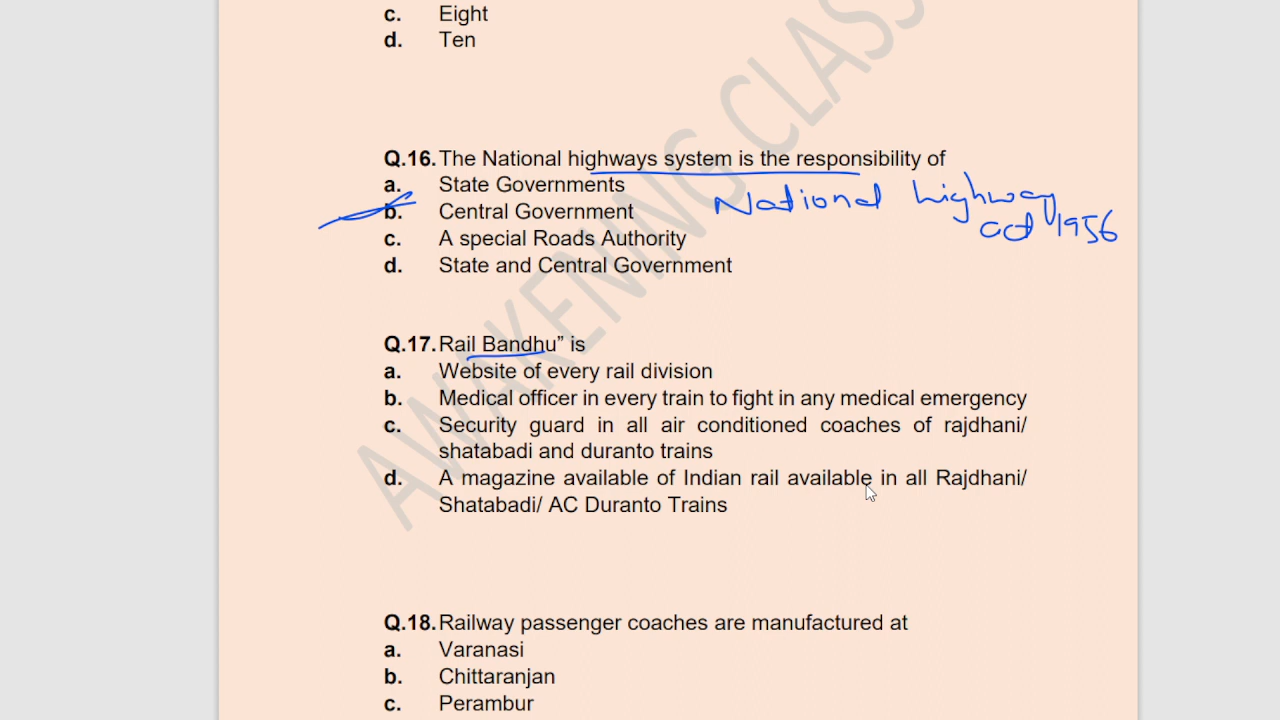 c. Eight
d. Ten
Q.16. The National highways system is the responsibility of
a. State Governments
b. Central Government
c. A special Roads Authority
d. State and Central Government
National highway
act 1956
Q.17. Rail Bandhu” is
a. Website of every rail division
b. Medical officer in every train to fight in any medical emergency
c. Security guard in all air conditioned coaches of rajdhani/
shatabadi and duranto trains
d. A magazine available of Indian rail available in all Rajdhani/
Shatabadi/ AC Duranto Trains
Q.18. Railway passenger coaches are manufactured at
a. Varanasi
b. Chittaranjan
c. Perambur
AWAKENING CLASS